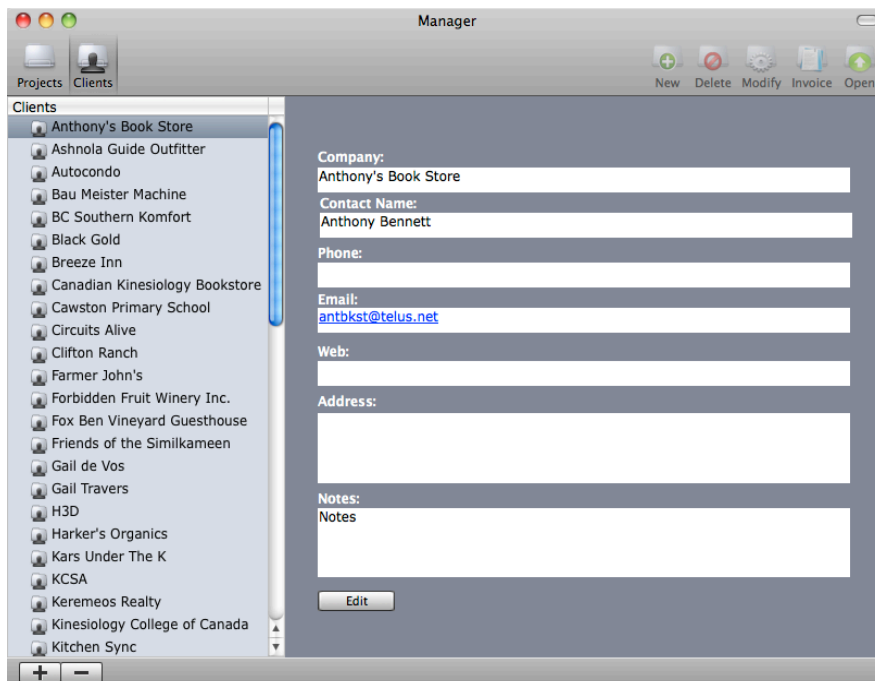 Manager
Projects Clients
New Delete Modify Invoice Open
Clients
Anthony's Book Store
Ashnola Guide Outfitter
Autocondo
Bau Meister Machine
BC Southern Komfort
Black Gold
Breeze Inn
Canadian Kinesiology Bookstore
Cawston Primary School
Circuits Alive
Clifton Ranch
Farmer John's
Forbidden Fruit Winery Inc.
Fox Ben Vineyard Guesthouse
Friends of the Similkameen
Gail de Vos
Gail Travers
H3D
Harker's Organics
Kars Under The K
KCSA
Keremeos Realty
Kinesiology College of Canada
Kitchen Sync
Company:
Anthony's Book Store
Contact Name:
Anthony Bennett
Phone:
Email:
antbkst@telus.net
Web:
Address:
Notes:
Notes
Edit